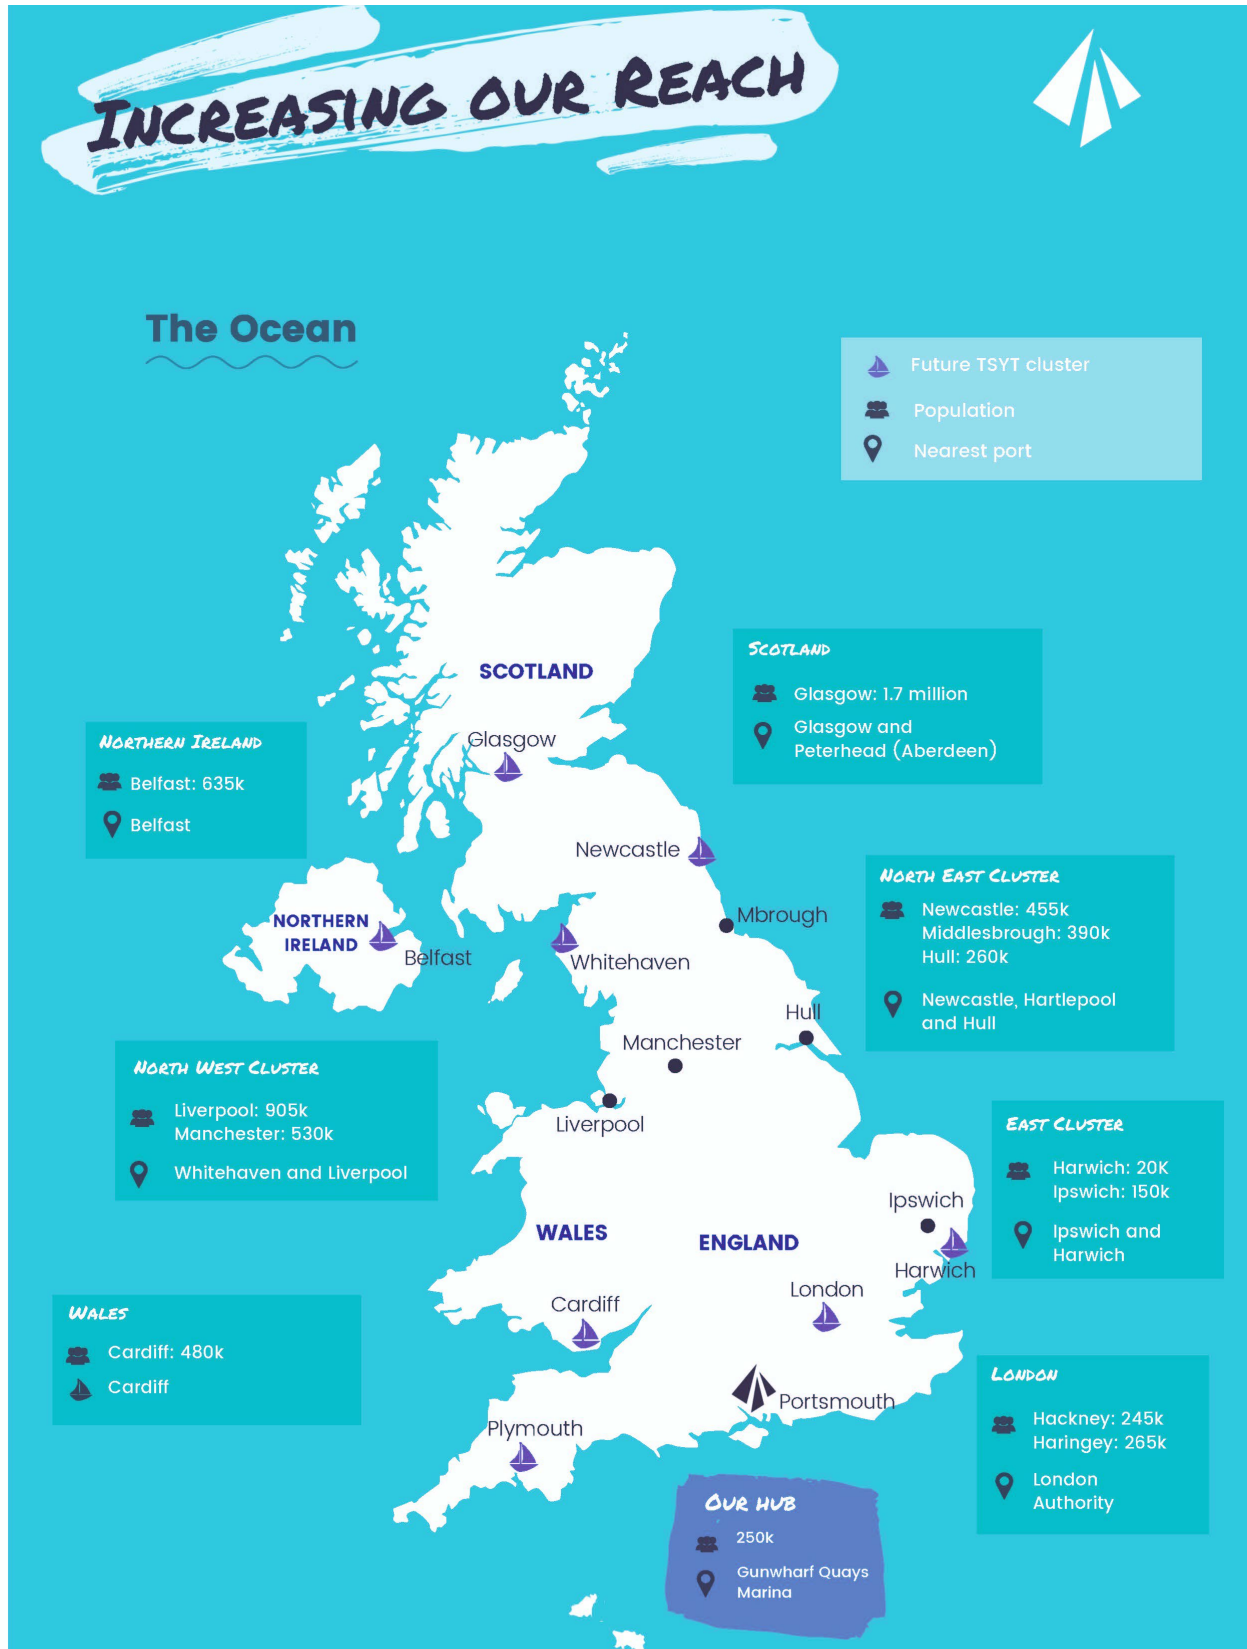 Increasing our Reach
The Ocean
Future TSYT cluster
Population
Nearest port
SCOTLAND
Scotland
Glasgow: 1.7 million
Glasgow and
Peterhead (Aberdeen)
Northern Ireland
Belfast: 635k
Belfast
Glasgow
Newcastle
North East Cluster
Newcastle: 455k
Middlesbrough: 390k
Hull: 260k
Newcastle, Hartlepool
and Hull
Mbrough
NORTHERN
IRELAND
Belfast
Whitehaven
Hull
Manchester
Liverpool
North West Cluster
Liverpool: 905k
Manchester: 530k
Whitehaven and Liverpool
East Cluster
Harwich: 20K
Ipswich: 150k
Ipswich and
Harwich
Ipswich
WALES
ENGLAND
Harwich
London
Cardiff
Wales
Cardiff: 480k
Cardiff
Portsmouth
Plymouth
London
Hackney: 245k
Haringey: 265k
London
Authority
Our hub
250k
Gunwharf Quays
Marina